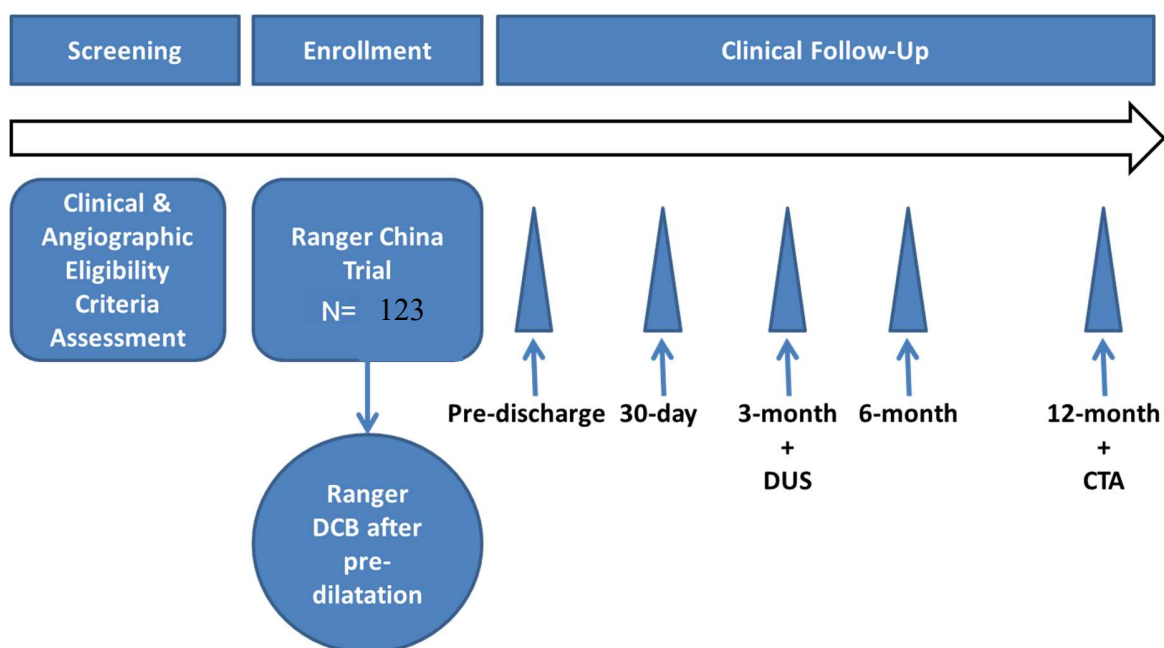 Screening
Enrollment
Clinical Follow-Up
Clinical &
Angiographic
Eligibility
Criteria
Assessment
Ranger China
Trial
N= 123
Pre-discharge
30-day
3-month
+
DUS
6-month
12-month
+
CTA
Ranger
DCB after
pre-
dilatation